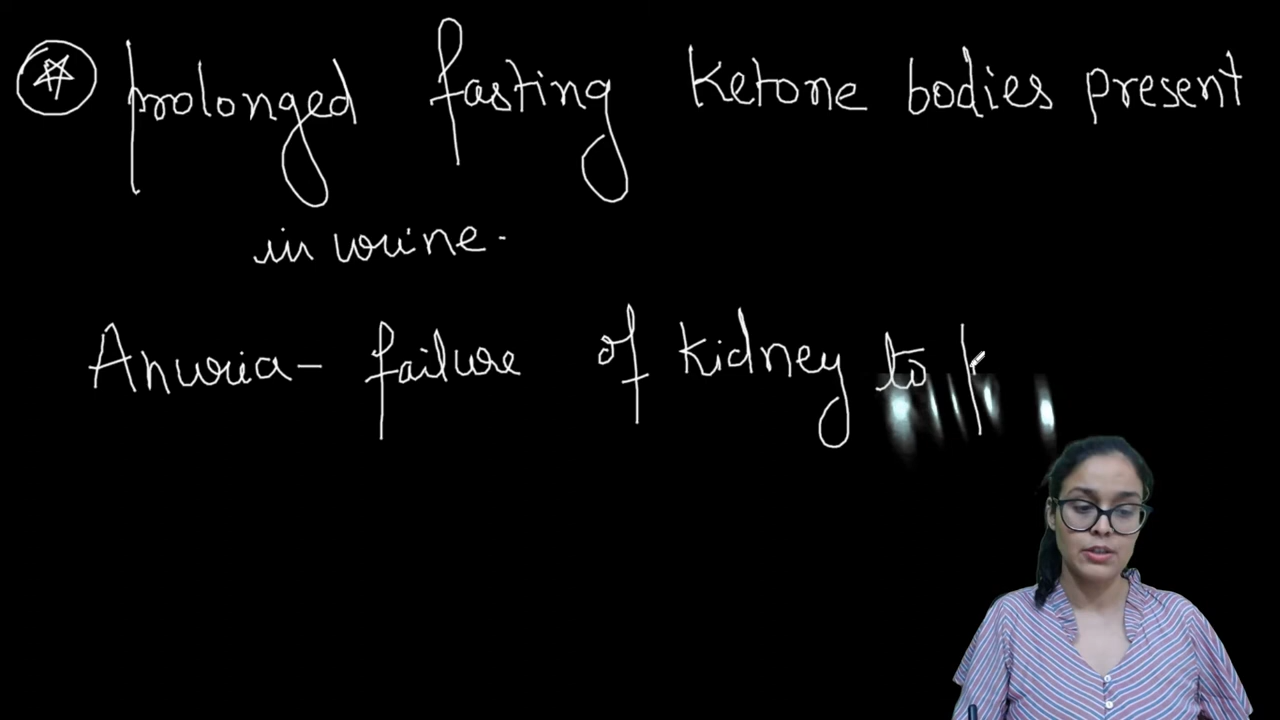 prolonged fasting ketone bodies present
in urine.
Anuria - failure of kidney to p